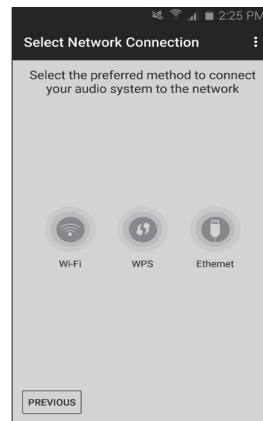 2:25 PM
Select Network Connection
Select the preferred method to connect
your audio system to the network
Wi-Fi WPS Ethernet
PREVIOUS